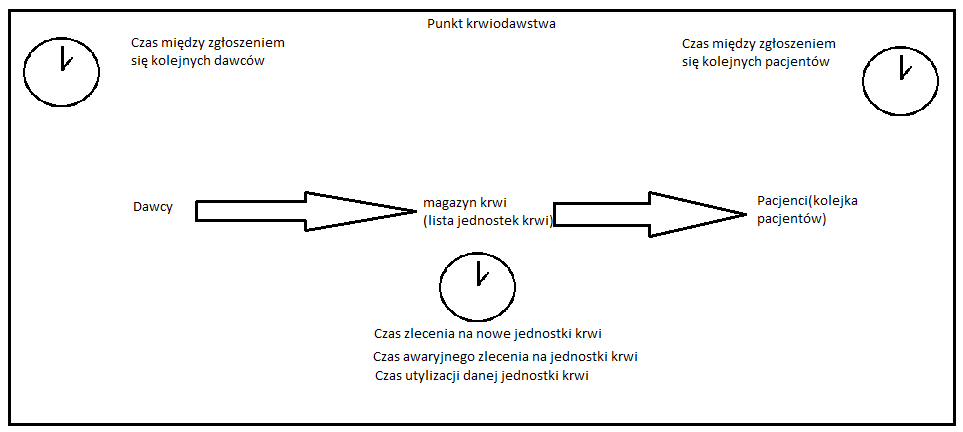 Punkt krwiodawstwa
Czas między zgłoszeniem
się kolejnych dawców
Czas między zgłoszeniem
się kolejnych pacjentów
Dawcy
magazyn krwi
(lista jednostek krwi)
Pacjenci(kolejka
pacjentów)
Czas zlecenia na nowe jednostki krwi
Czas awaryjnego zlecenia na jednostki krwi
Czas utylizacji danej jednostki krwi